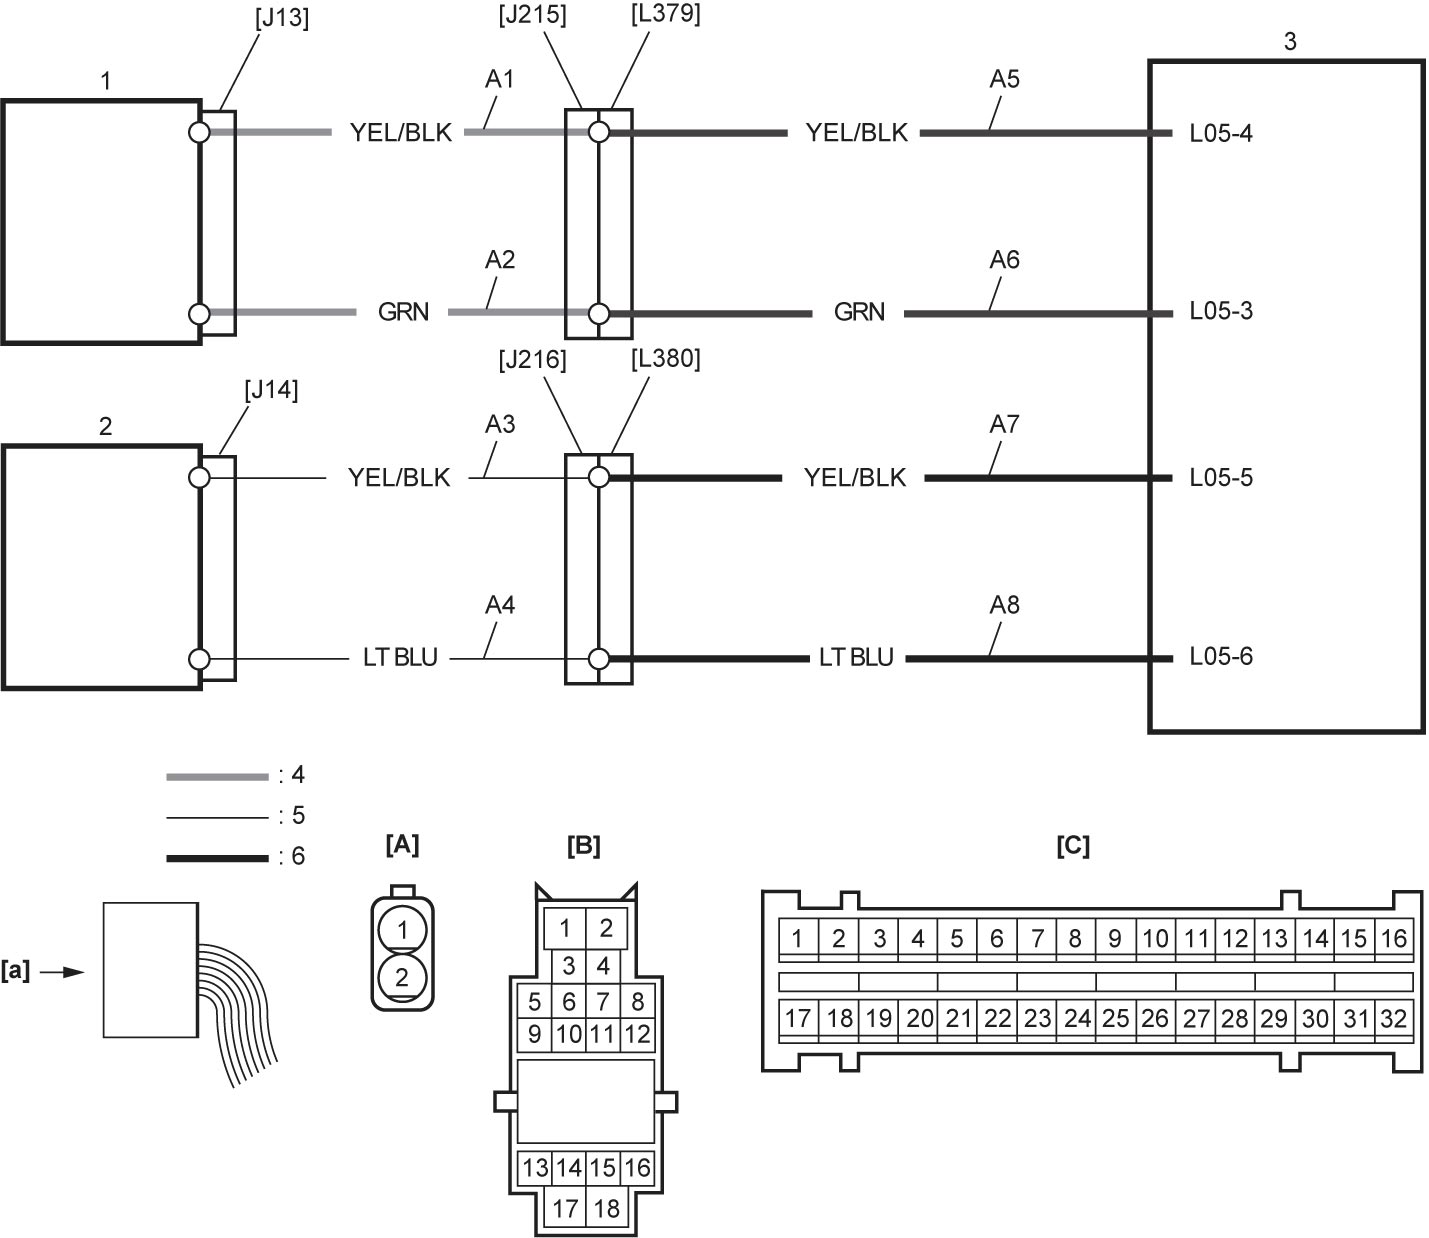 [J13] [J215] [L379]
3
1 A1 A5
YEL/BLK YEL/BLK L05-4
A2 A6
GRN GRN L05-3
[J216] [L380]
[J14]
2 A3 A7
YEL/BLK YEL/BLK L05-5
A4 A8
LT BLU LT BLU L05-6
: 4
: 5
: 6
[A] [B] [C]
[a]
1
2
1 2
3 4
5 6 7 8
9 10 11 12
13 14 15 16
17 18
1 2 3 4 5 6 7 8 9 10 11 12 13 14 15 16
17 18 19 20 21 22 23 24 25 26 27 28 29 30 31 32